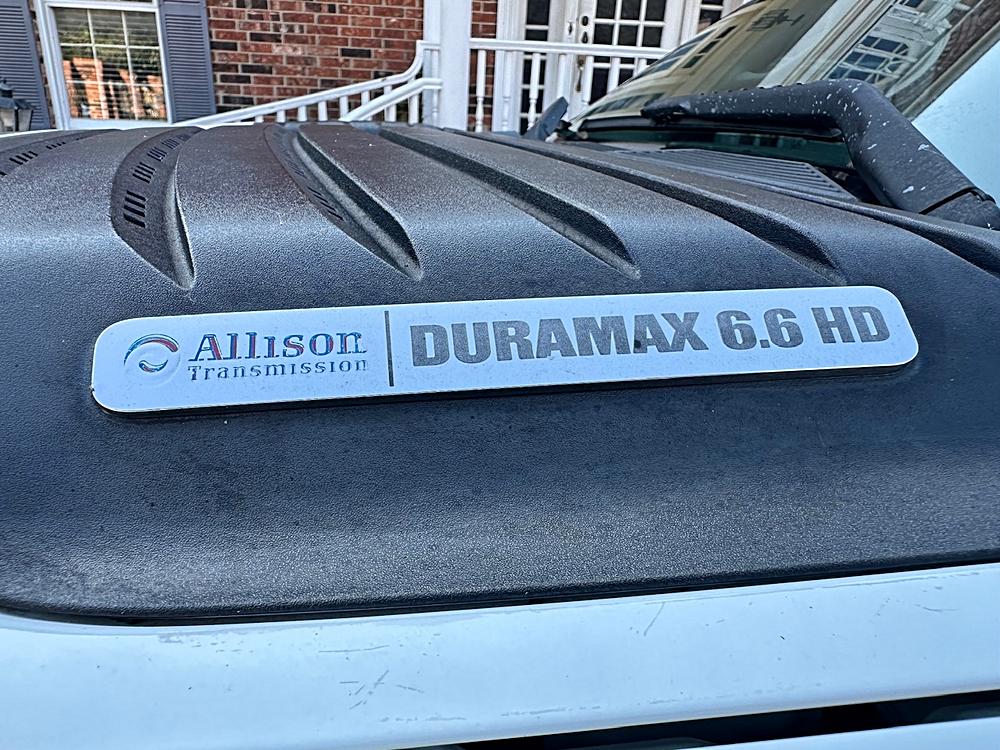 Allison
Transmission
DURAMAX 6.6 HD